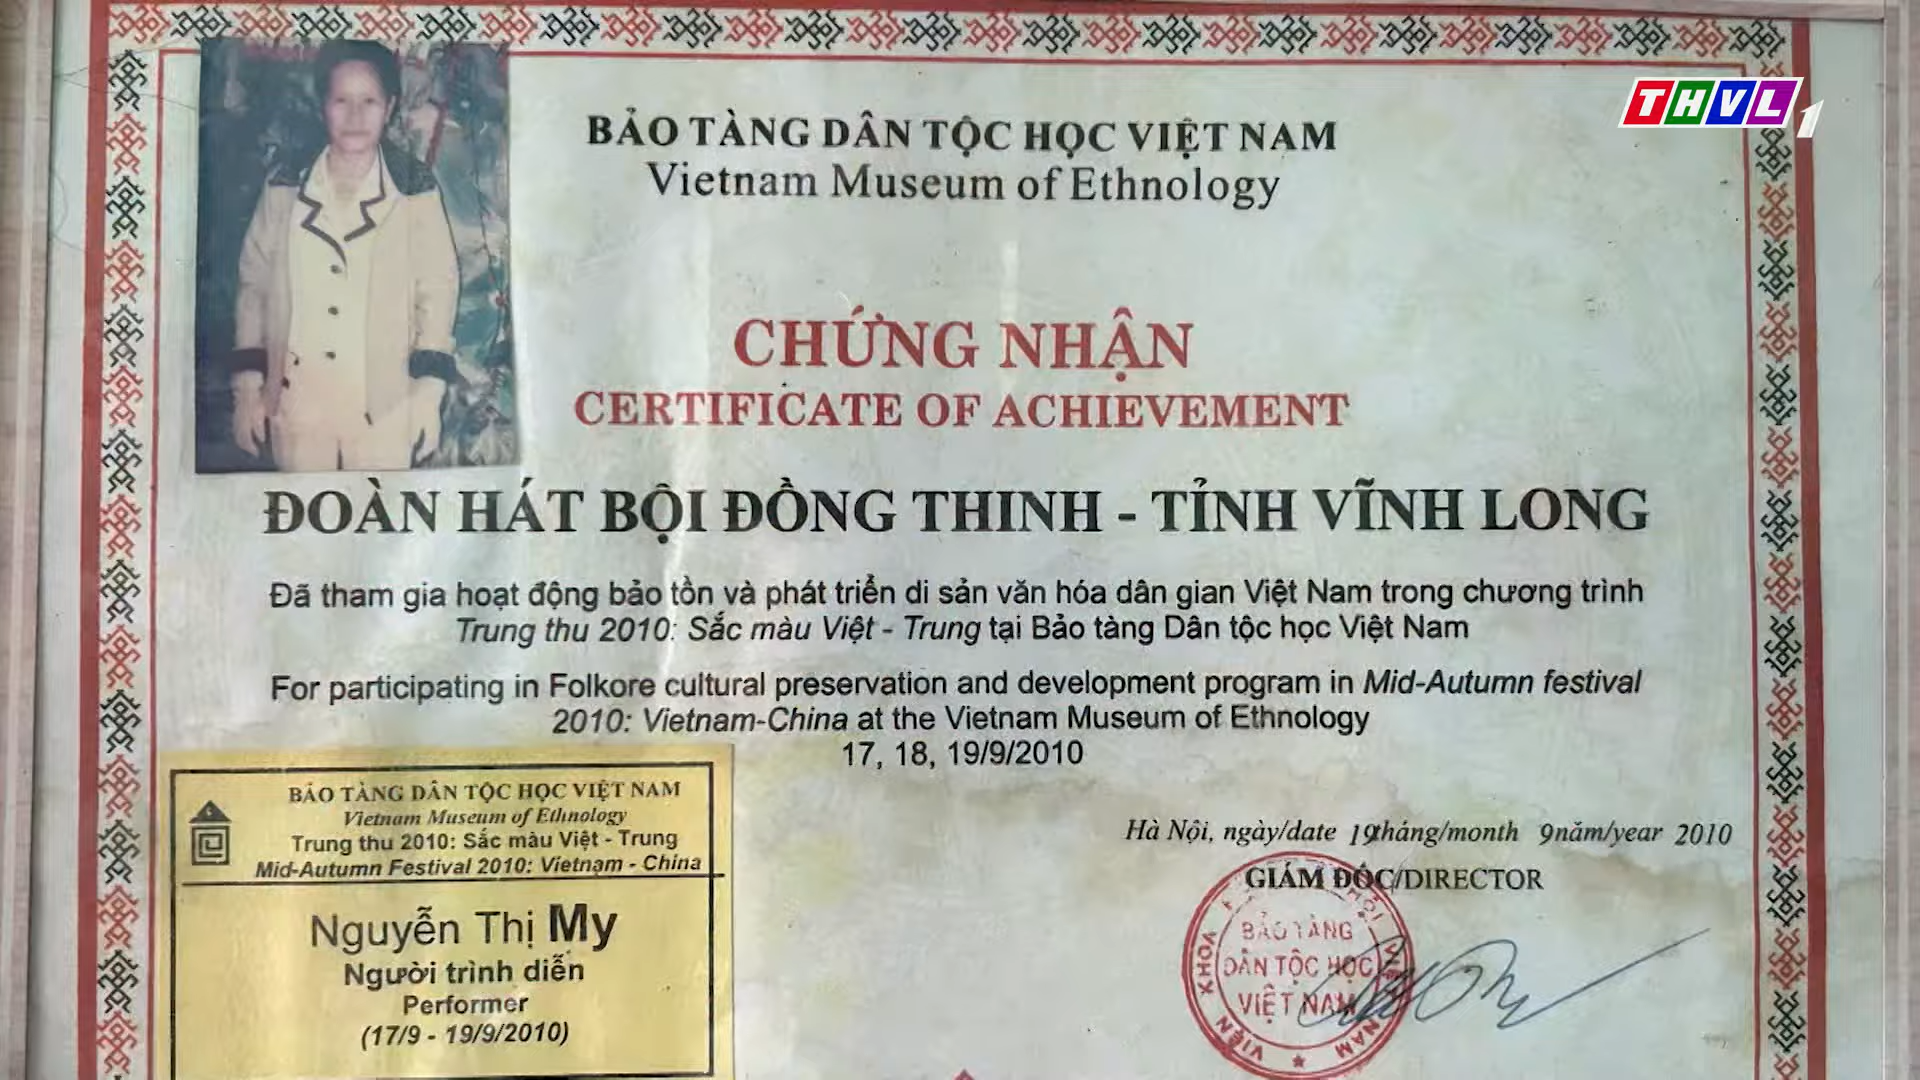 THVL1
BẢO TÀNG DÂN TỘC HỌC VIỆT NAM
Vietnam Museum of Ethnology
CHỨNG NHẬN
CERTIFICATE OF ACHIEVEMENT
ĐOÀN HÁT BỘI ĐỒNG THINH - TỈNH VĨNH LONG
Đã tham gia hoạt động bảo tồn và phát triển di sản văn hóa dân gian Việt Nam trong chương trình
Trung thu 2010: Sắc màu Việt - Trung tại Bảo tàng Dân tộc học Việt Nam
For participating in Folkore cultural preservation and development program in Mid-Autumn festival
2010: Vietnam-China at the Vietnam Museum of Ethnology
17, 18, 19/9/2010
Hà Nội, ngày/date 19tháng/month 9năm/year 2010
GIÁM ĐỐC/DIRECTOR
BẢO TÀNG
DÂN TỘC HỌC
VIỆT NAM
BẢO TÀNG DÂN TỘC HỌC VIỆT NAM
Vietnam Museum of Ethnology
Trung thu 2010: Sắc màu Việt - Trung
Mid-Autumn Festival 2010: Vietnam - China
Nguyễn Thị My
Người trình diễn
Performer
(17/9 - 19/9/2010)